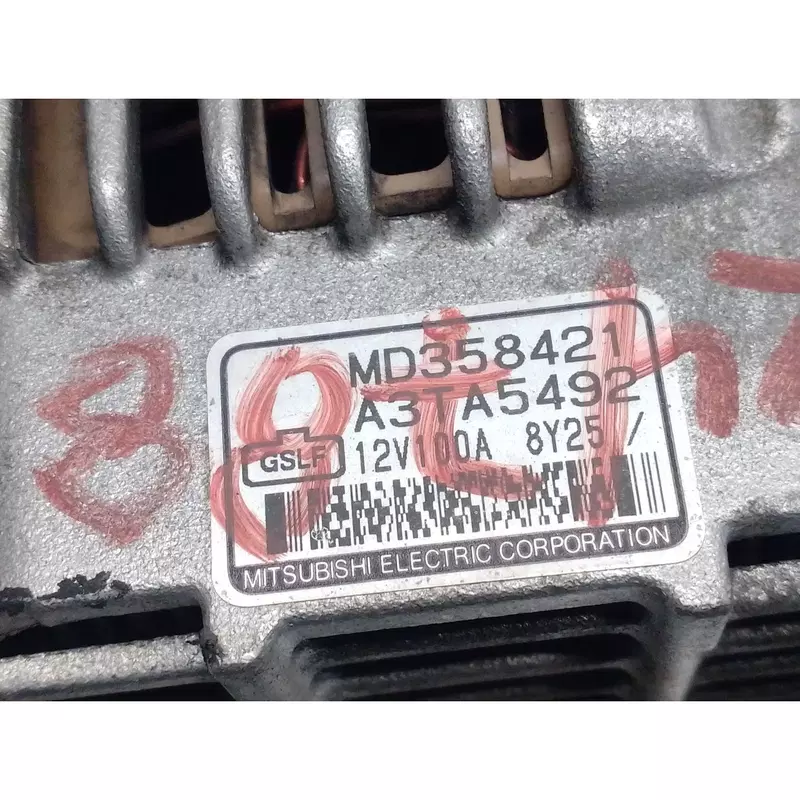 MD358421
A3TA5492
GSLF 12V100A 8Y25 /
MITSUBISHI ELECTRIC CORPORATION